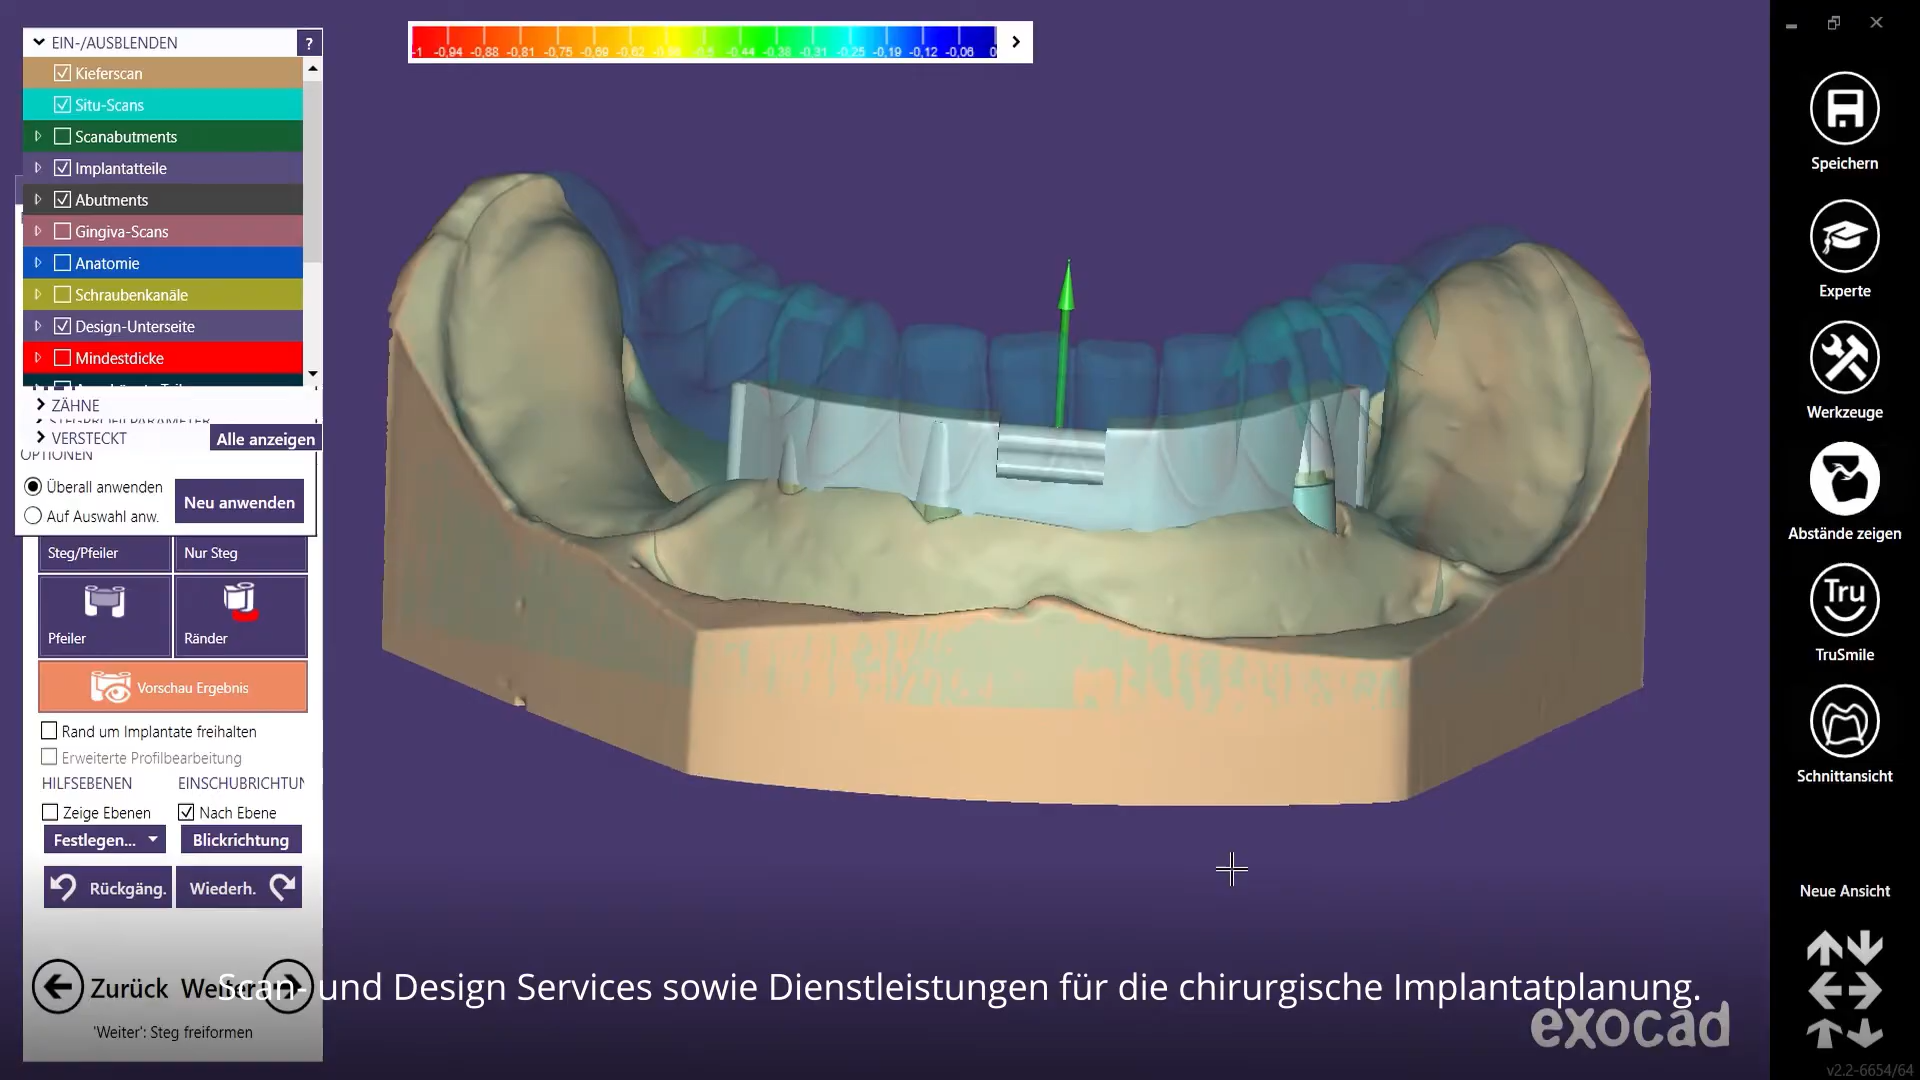 EIN-/AUSBLENDEN
?
Kieferscan
Situ-Scans
Scanabutments
Implantatteile
Abutments
Gingiva-Scans
Anatomie
Schraubenkanäle
Design-Unterseite
Mindestdicke
ZÄHNE
VERSTECKT
Alle anzeigen
OPTIONEN
Überall anwenden
Neu anwenden
Auf Auswahl anw.
Steg/Pfeiler
Nur Steg
Pfeiler
Ränder
Vorschau Ergebnis
Rand um Implantate freihalten
Erweiterte Profilbearbeitung
HILFSEBENEN
EINSCHUBRICHTUN
Zeige Ebenen
Nach Ebene
Festlegen...
Blickrichtung
Rückgäng.
Wiederh.
Zurück
Weiter
'Weiter': Steg freiformen
-1 -0,94 -0,88 -0,81 -0,75 -0,69 -0,62 -0,5 -0,44 -0,38 -0,31 -0,25 -0,19 -0,12 -0,06 0
Scan- und Design Services sowie Dienstleistungen für die chirurgische Implantatplanung.
exocad
Speichern
Experte
Werkzeuge
Abstände zeigen
Tru
TruSmile
Schnittansicht
Neue Ansicht
v2.2-6654/64